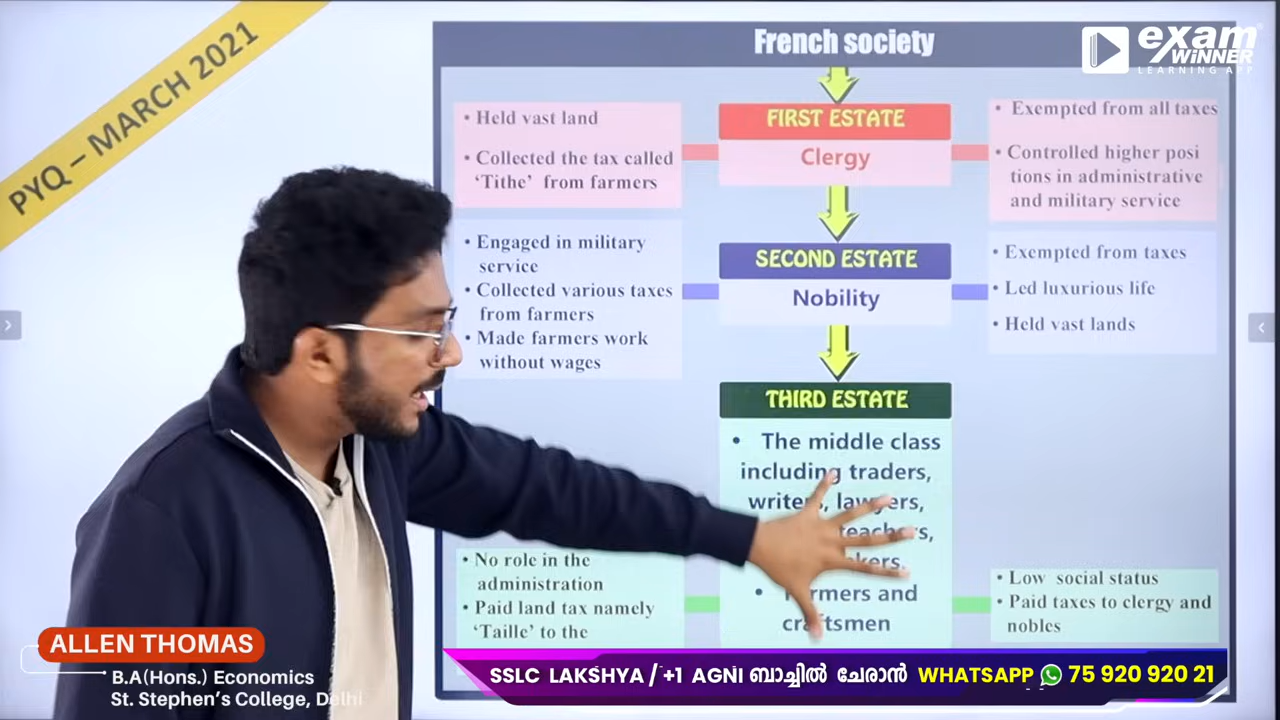 PYQ – MARCH 2021
French society
exam
WINNER
LEARNING APP
• Held vast land
• Collected the tax called
‘Tithe’ from farmers
FIRST ESTATE
Clergy
• Exempted from all taxes
• Controlled higher posi
tions in administrative
and military service
• Engaged in military
service
• Collected various taxes
from farmers
• Made farmers work
without wages
SECOND ESTATE
Nobility
• Exempted from taxes
• Led luxurious life
• Held vast lands
THIRD ESTATE
• The middle class
including traders,
writers, lawyers,
teachers,
• and
craftsmen
• No role in the
administration
• Paid land tax namely
‘Taille’ to the
• Low social status
• Paid taxes to clergy and
nobles
ALLEN THOMAS
B.A(Hons.) Economics
St. Stephen’s College, Delhi
SSLC LAKSHYA / +1 AGNI ബാച്ചിൽ ചേരാൻ WHATSAPP 75 920 920 21